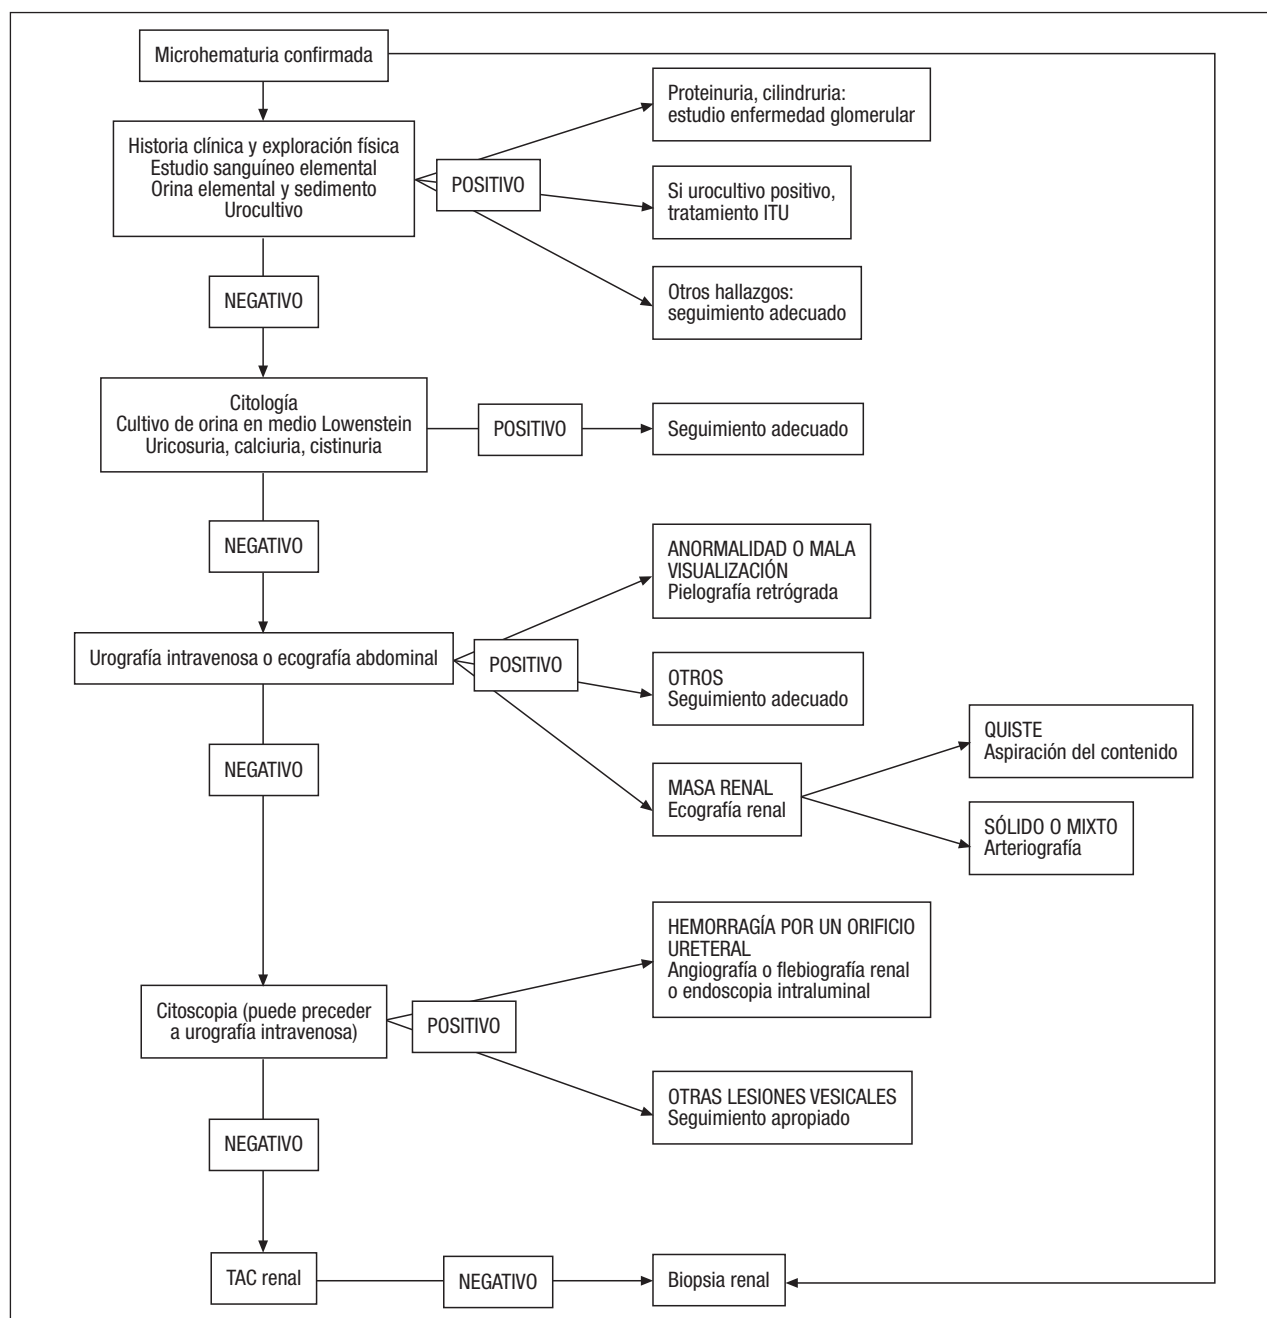 Microhematuria confirmada
Proteinuria, cilindruria:
estudio enfermedad glomerular
Historia clínica y exploración física
Estudio sanguíneo elemental
Orina elemental y sedimento
Urocultivo
POSITIVO
Si urocultivo positivo,
tratamiento ITU
Otros hallazgos:
seguimiento adecuado
NEGATIVO
Citología
Cultivo de orina en medio Lowenstein
Uricosuria, calciuria, cistinuria
POSITIVO
Seguimiento adecuado
NEGATIVO
ANORMALIDAD O MALA
VISUALIZACIÓN
Pielografía retrógrada
Urografía intravenosa o ecografía abdominal
POSITIVO
OTROS
Seguimiento adecuado
NEGATIVO
MASA RENAL
Ecografía renal
QUISTE
Aspiración del contenido
SÓLIDO O MIXTO
Arteriografía
HEMORRAGÍA POR UN ORIFICIO
URETERAL
Angiografía o flebiografía renal
o endoscopia intraluminal
Citoscopia (puede preceder
a urografía intravenosa)
POSITIVO
OTRAS LESIONES VESICALES
Seguimiento apropiado
NEGATIVO
TAC renal
NEGATIVO
Biopsia renal